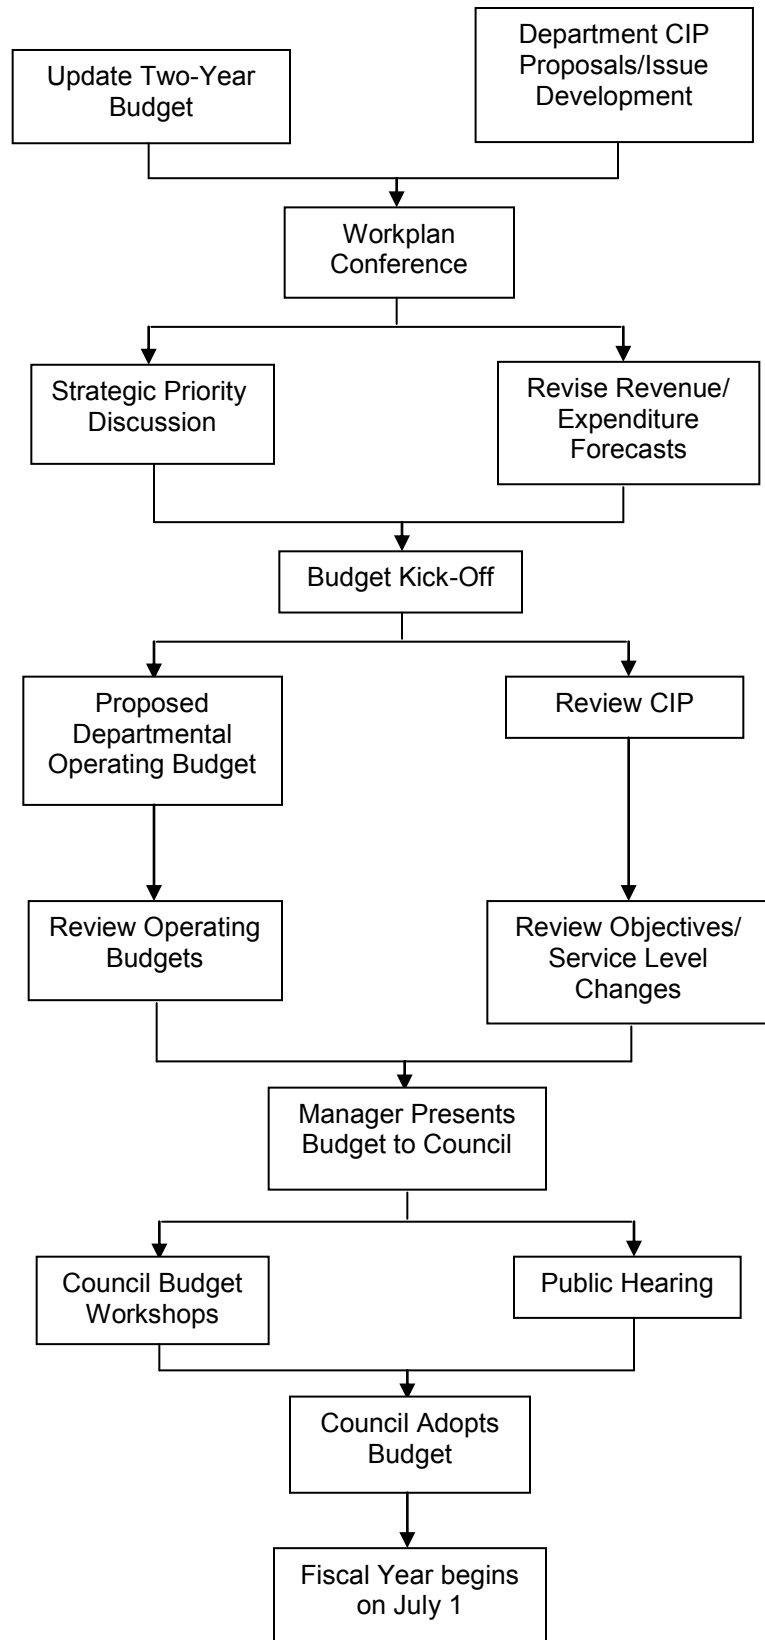 Update Two-Year
Budget
Department CIP
Proposals/Issue
Development
Workplan
Conference
Strategic Priority
Discussion
Revise Revenue/
Expenditure
Forecasts
Budget Kick-Off
Proposed
Departmental
Operating Budget
Review CIP
Review Operating
Budgets
Review Objectives/
Service Level
Changes
Manager Presents
Budget to Council
Council Budget
Workshops
Public Hearing
Council Adopts
Budget
Fiscal Year begins
on July 1